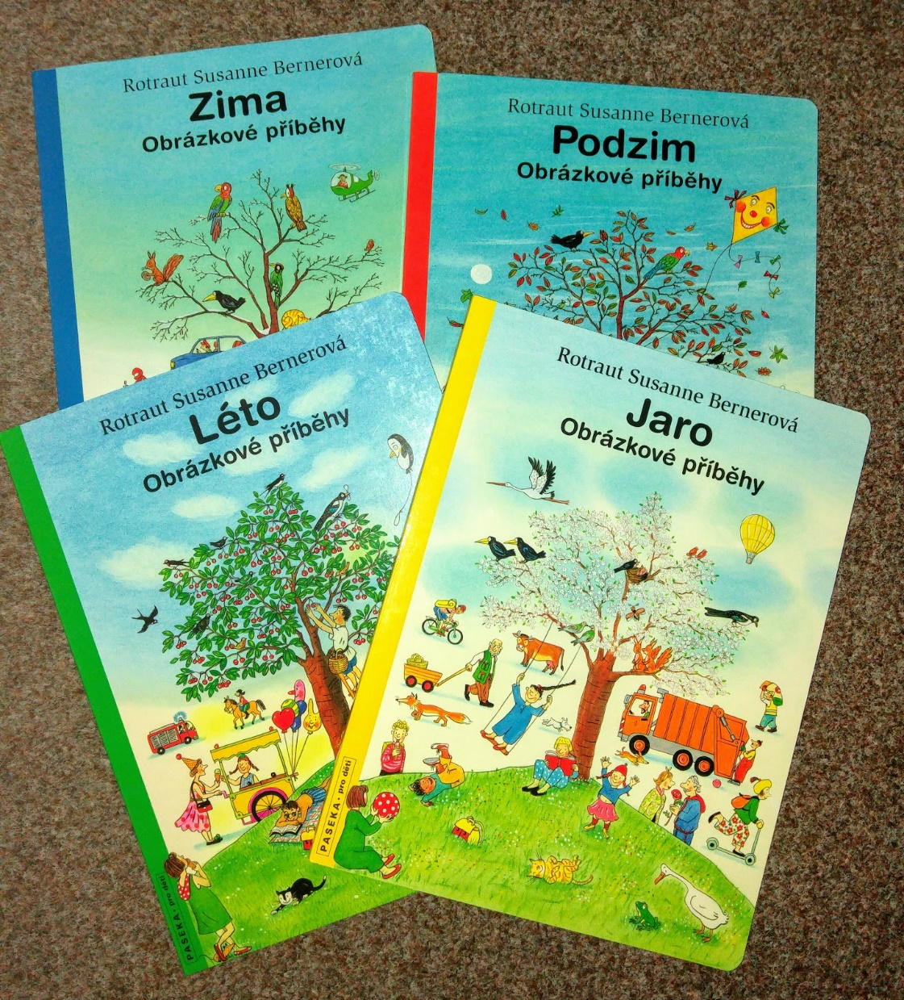 Rotraut Susanne Bernerová
Zima
Obrázkové příběhy
Rotraut Susanne Bernerová
Podzim
Obrázkové příběhy
Rotraut Susanne Bernerová
Léto
Obrázkové příběhy
PASEKA • pro děti
Rotraut Susanne Bernerová
Jaro
Obrázkové příběhy
PASEKA • pro děti